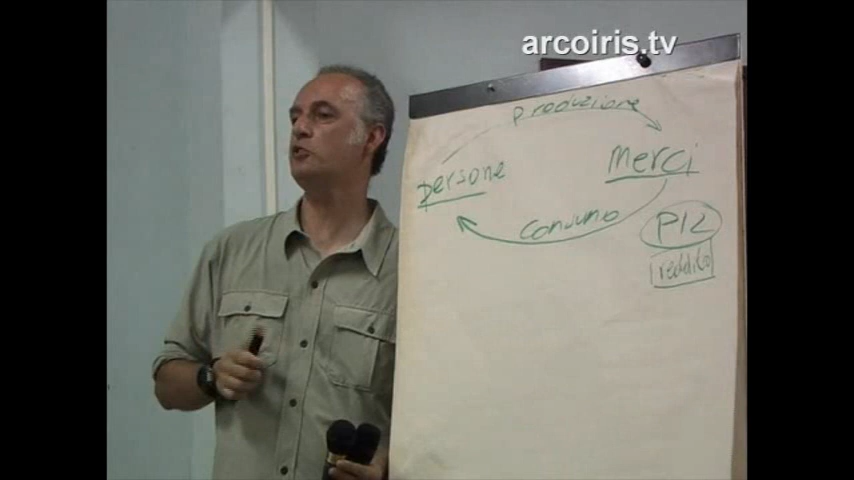 arcoiris.tv
produzione
persone
Merci
Consumo
PIL
reddito